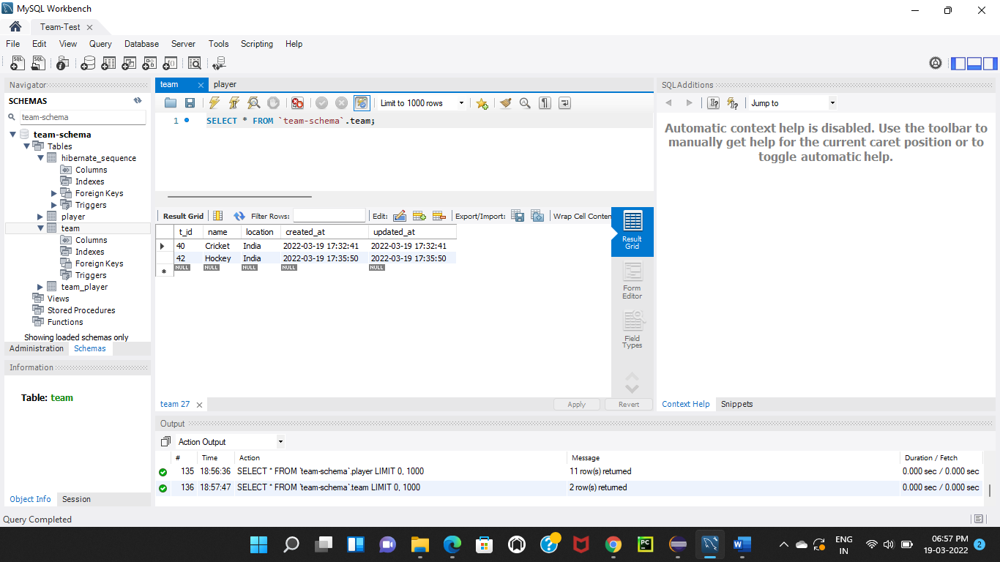 MySQL Workbench
Team-Test
File Edit View Query Database Server Tools Scripting Help
Navigator
SCHEMAS
team-schema
team-schema
Tables
hibernate_sequence
Columns
Indexes
Foreign Keys
Triggers
player
team
Columns
Indexes
Foreign Keys
Triggers
team_player
Views
Stored Procedures
Functions
Showing loaded schemas only
Administration Schemas
Information
Table: team
Object Info Session
team player
Limit to 1000 rows
1 SELECT * FROM `team-schema`.team;
Result Grid Filter Rows: Edit: Export/Import: Wrap Cell Conten
t_id name location created_at updated_at
40 Cricket India 2022-03-19 17:32:41 2022-03-19 17:32:41
42 Hockey India 2022-03-19 17:35:50 2022-03-19 17:35:50
NULL NULL NULL NULL NULL
Result
Grid
Form
Editor
Field
Types
team 27 Apply Revert
SQL Additions
Jump to
Automatic context help is disabled. Use the toolbar to
manually get help for the current caret position or to
toggle automatic help.
Context Help Snippets
Output
Action Output
# Time Action Message Duration / Fetch
135 18:56:36 SELECT * FROM `team-schema`.player LIMIT 0, 1000 11 row(s) returned 0.000 sec / 0.000 sec
136 18:57:47 SELECT * FROM `team-schema`.team LIMIT 0, 1000 2 row(s) returned 0.000 sec / 0.000 sec
Query Completed
ENG
IN
06:57 PM
19-03-2022
2